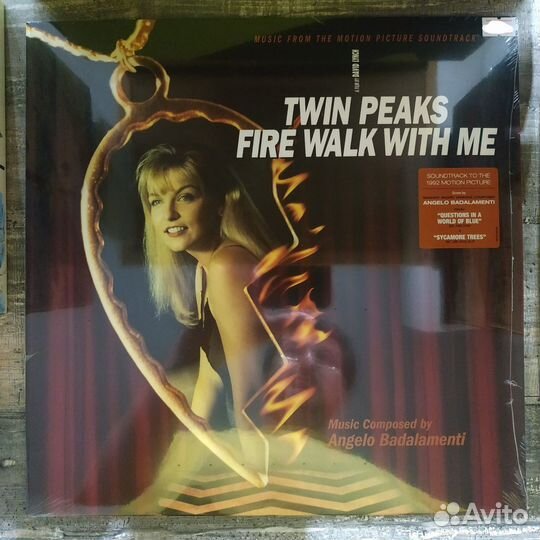 MUSIC FROM THE MOTION PICTURE SOUNDTRACK
A FILM BY DAVID LYNCH
TWIN PEAKS
FIRE WALK WITH ME
SOUNDTRACK TO THE
1992 MOTION PICTURE
ANGELO BADALAMENTI
"QUESTIONS IN A
WORLD OF BLUE"
"SYCAMORE TREES"
Music Composed by
Angelo Badalamenti
Avito